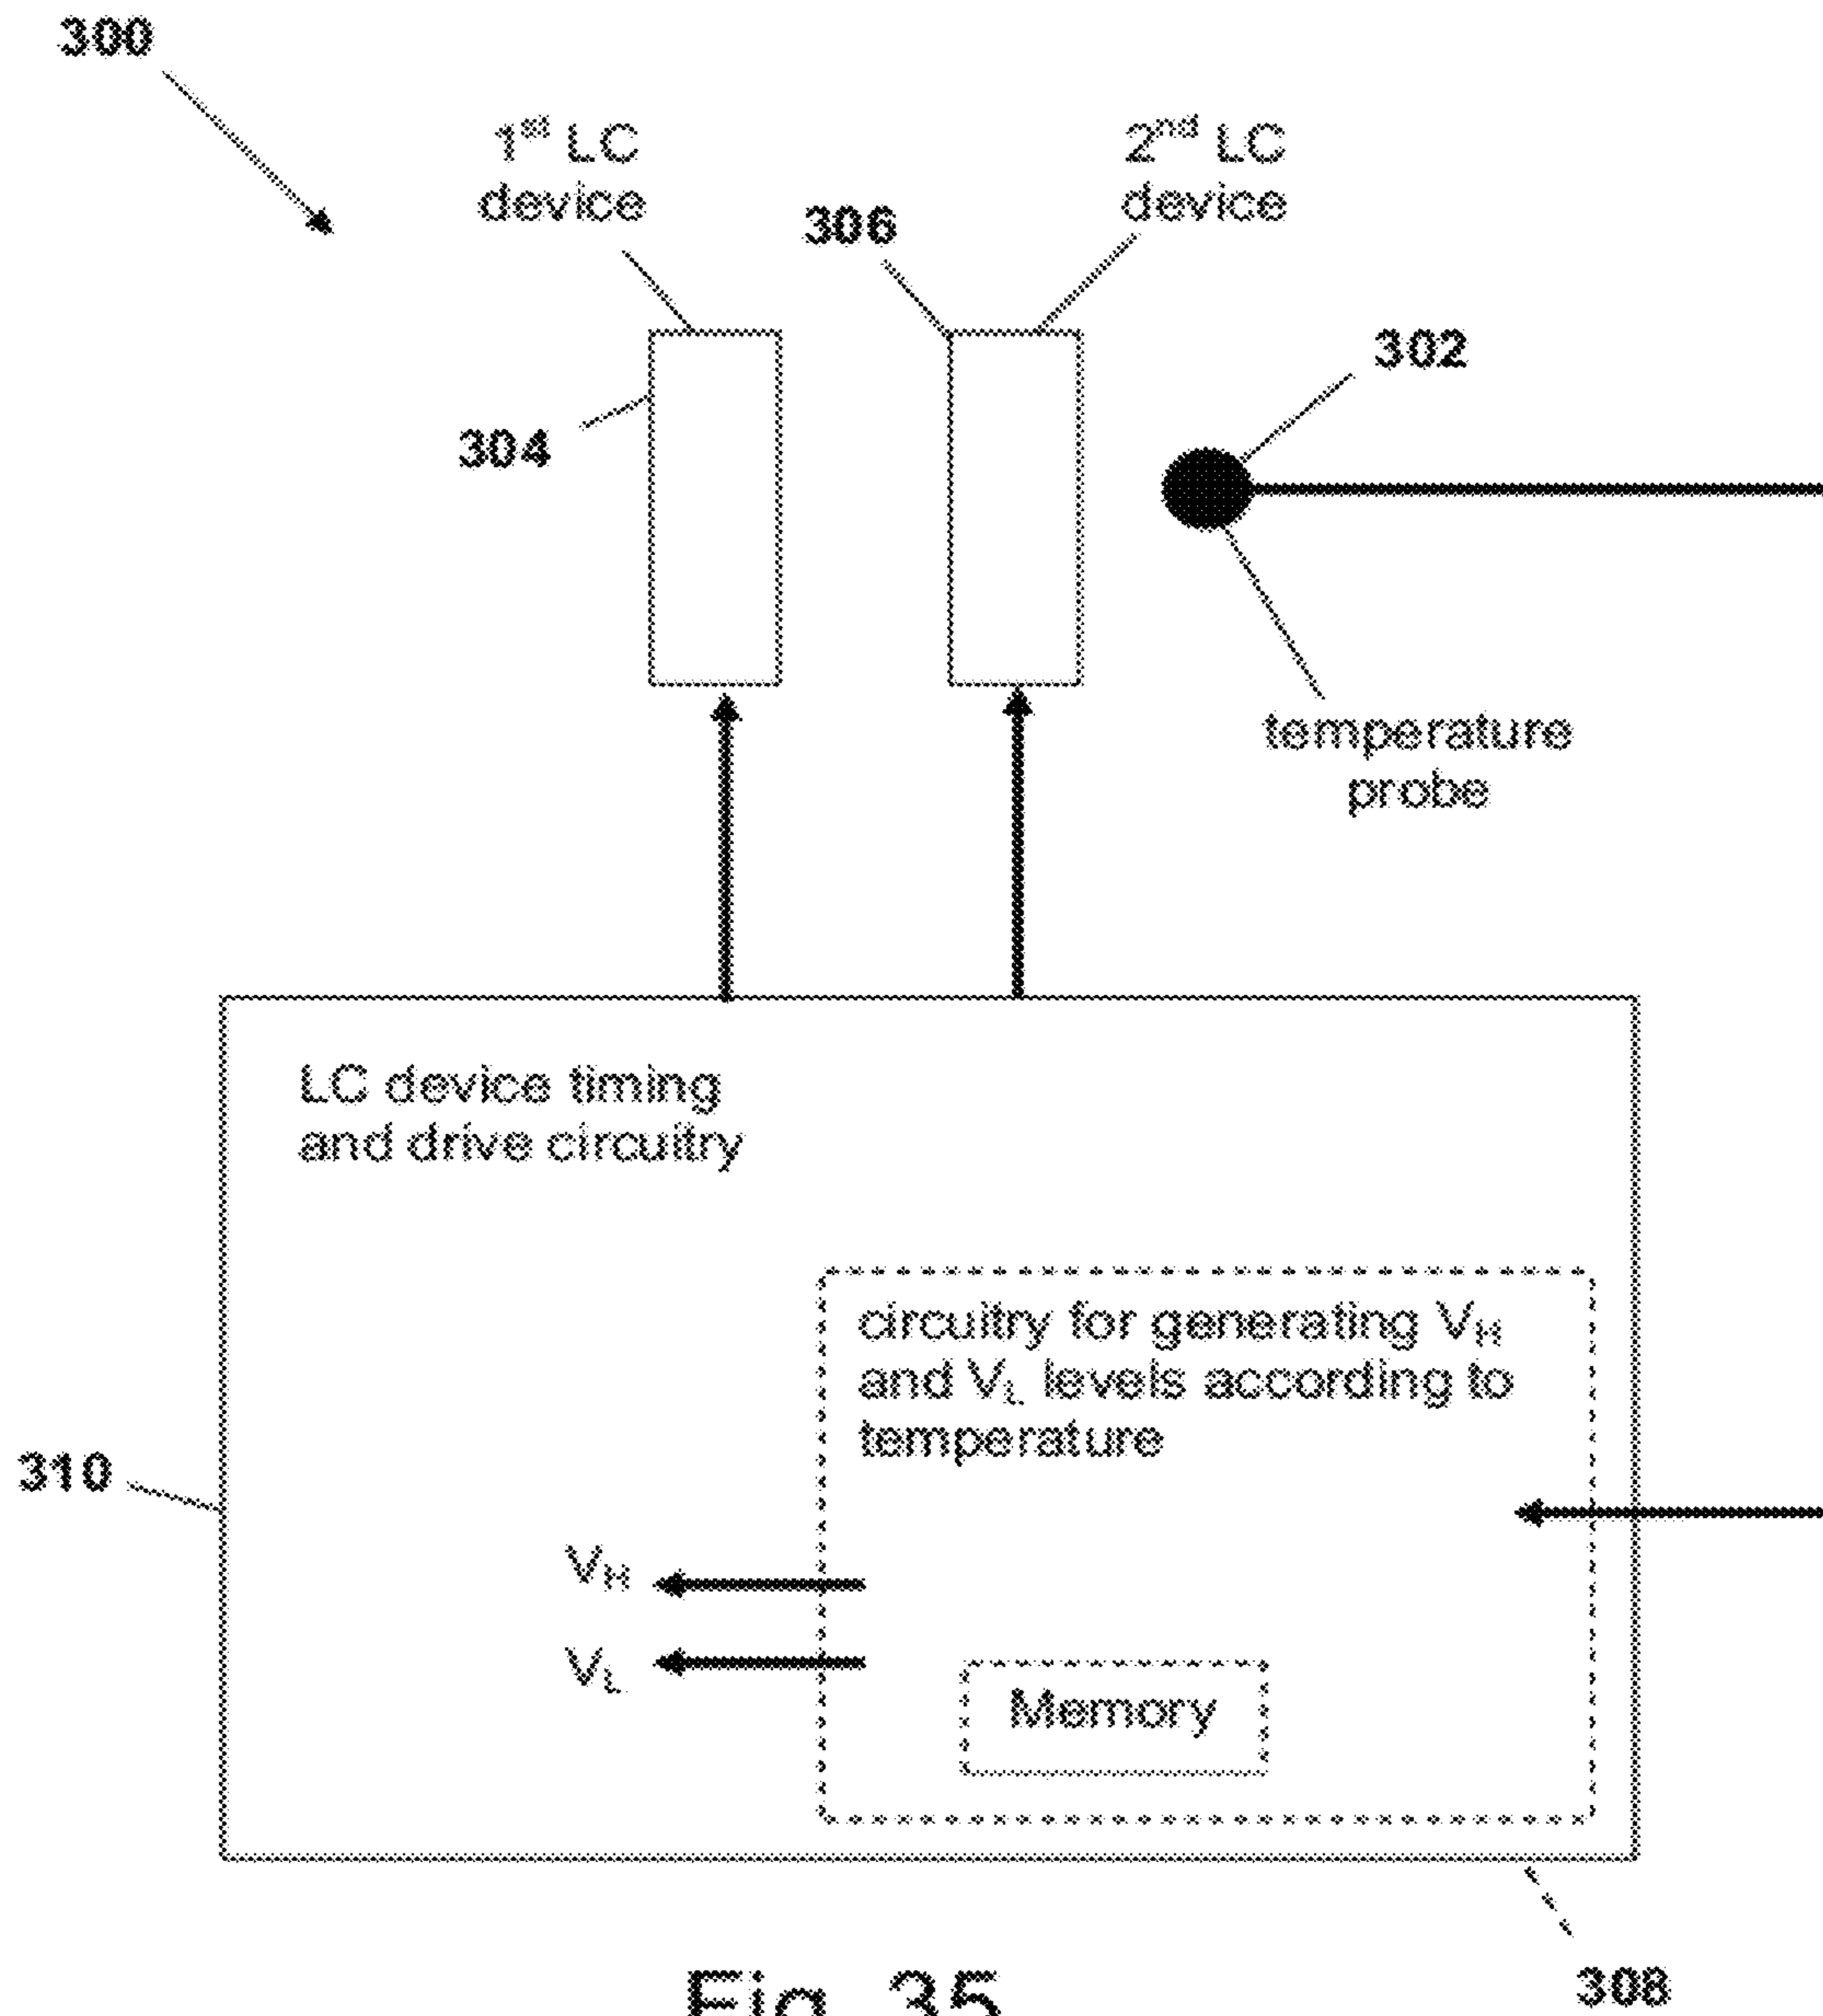 300
1st LC
device
2nd LC
device
306
302
304
temperature
probe
LC device timing
and drive circuitry
circuitry for generating VH
and VL levels according to
temperature
310
VH
VL
Memory
308
Fig. 35